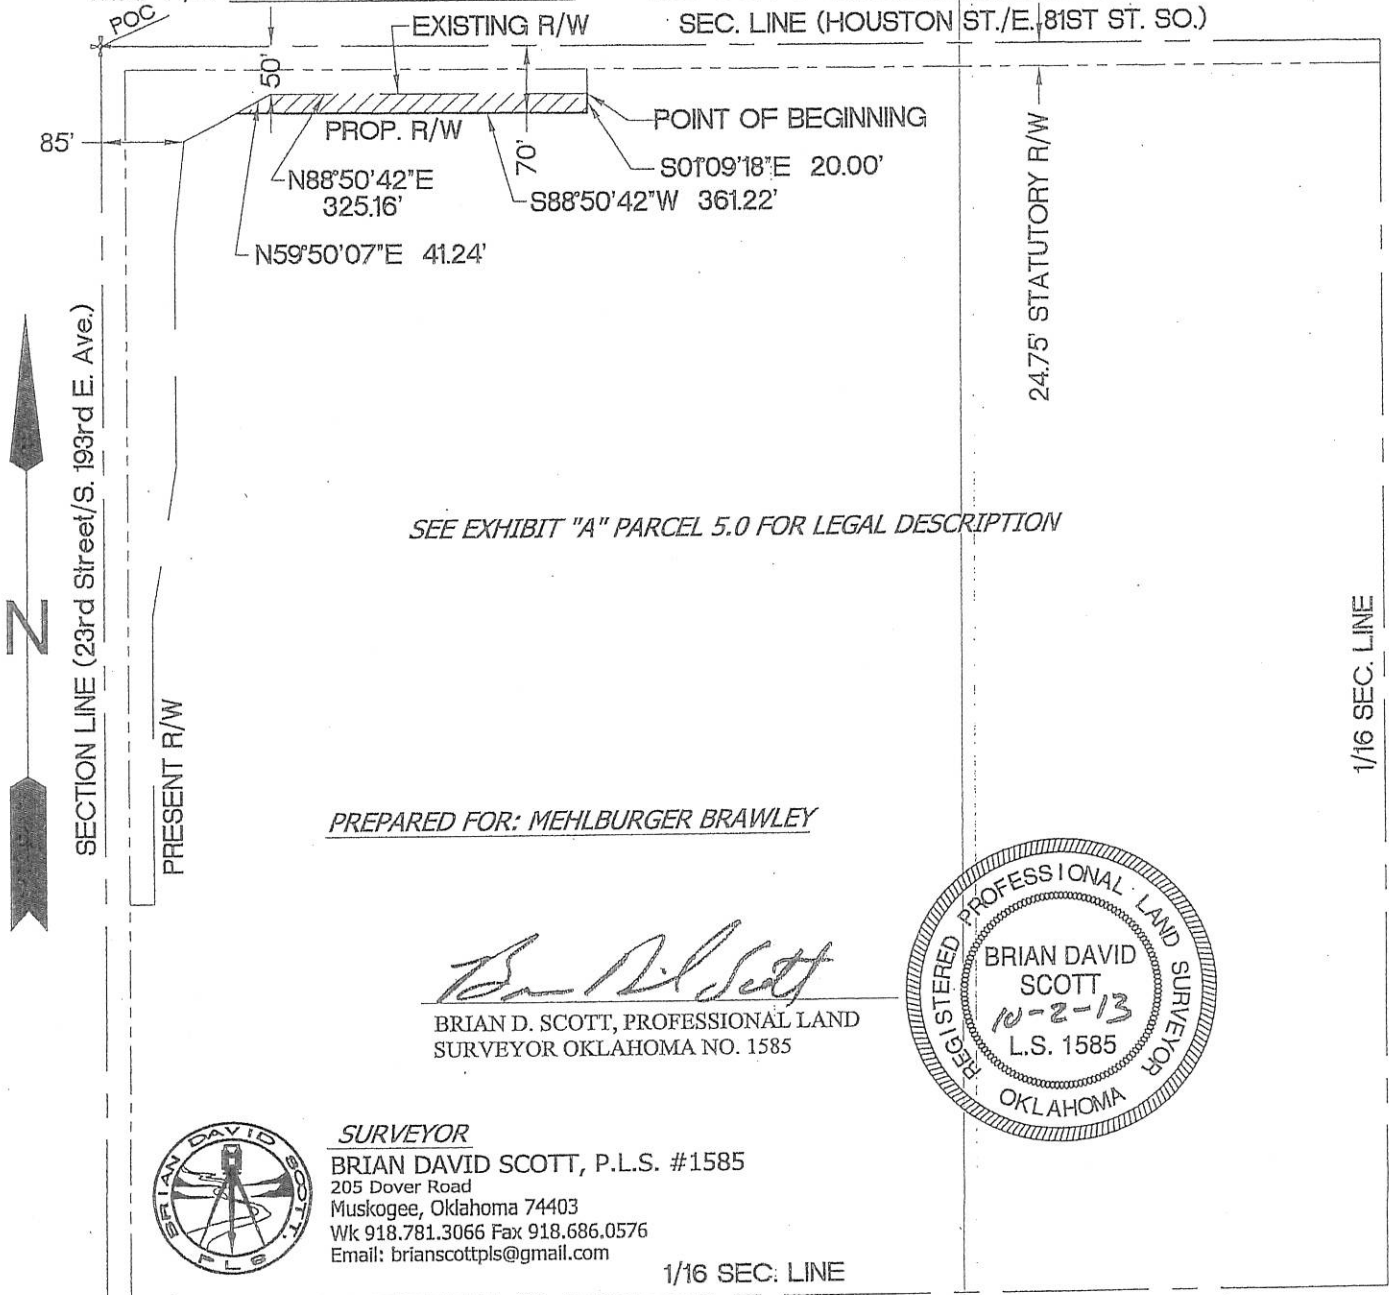 POC
EXISTING R/W
SEC. LINE (HOUSTON ST./E. 81ST ST. SO.)
50'
85'
PROP. R/W
70'
POINT OF BEGINNING
S01°09'18"E 20.00'
N88°50'42"E
325.16'
S88°50'42"W 361.22'
N59°50'07"E 41.24'
24.75' STATUTORY R/W
SECTION LINE (23rd Street/S. 193rd E. Ave.)
N
PRESENT R/W
SEE EXHIBIT "A" PARCEL 5.0 FOR LEGAL DESCRIPTION
1/16 SEC. LINE
PREPARED FOR: MEHLBURGER BRAWLEY
BRIAN D. SCOTT, PROFESSIONAL LAND
SURVEYOR OKLAHOMA NO. 1585
REGISTERED PROFESSIONAL LAND SURVEYOR
BRIAN DAVID
SCOTT
10-2-13
L.S. 1585
OKLAHOMA
BRIAN DAVID SCOTT,
PLS
SURVEYOR
BRIAN DAVID SCOTT, P.L.S. #1585
205 Dover Road
Muskogee, Oklahoma 74403
Wk 918.781.3066 Fax 918.686.0576
Email: brianscottpls@gmail.com
1/16 SEC. LINE